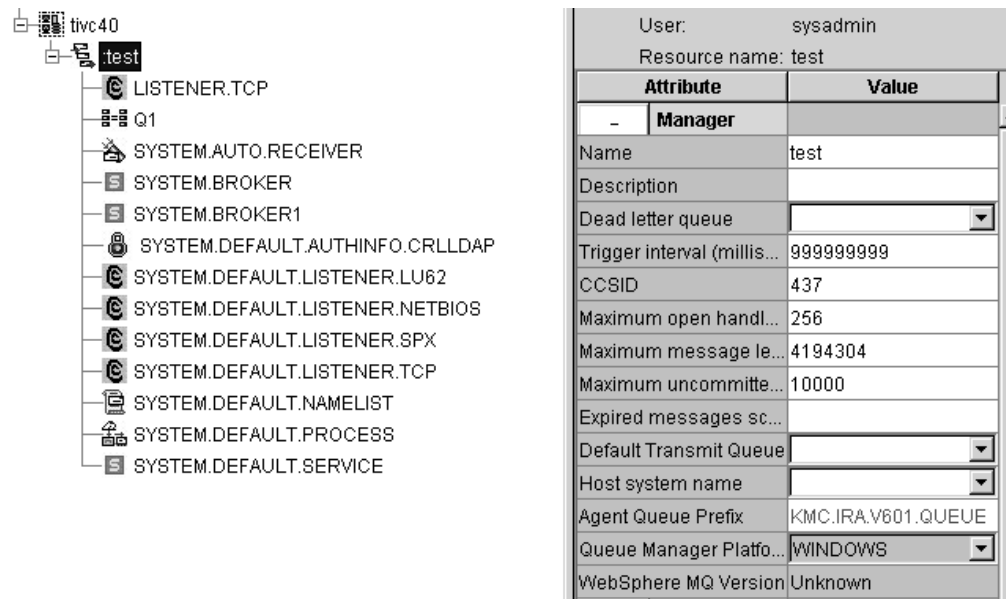 tivc40
:test
LISTENER.TCP
Q1
SYSTEM.AUTO.RECEIVER
SYSTEM.BROKER
SYSTEM.BROKER1
SYSTEM.DEFAULT.AUTHINFO.CRLLDAP
SYSTEM.DEFAULT.LISTENER.LU62
SYSTEM.DEFAULT.LISTENER.NETBIOS
SYSTEM.DEFAULT.LISTENER.SPX
SYSTEM.DEFAULT.LISTENER.TCP
SYSTEM.DEFAULT.NAMELIST
SYSTEM.DEFAULT.PROCESS
SYSTEM.DEFAULT.SERVICE
User: sysadmin
Resource name: test
Attribute Value
- Manager
Name test
Description
Dead letter queue
Trigger interval (millis... 999999999
CCSID 437
Maximum open handl... 256
Maximum message le... 4194304
Maximum uncommitte... 10000
Expired messages sc...
Default Transmit Queue
Host system name
Agent Queue Prefix KMC.IRA.V601.QUEUE
Queue Manager Platfo... WINDOWS
WebSphere MQ Version Unknown